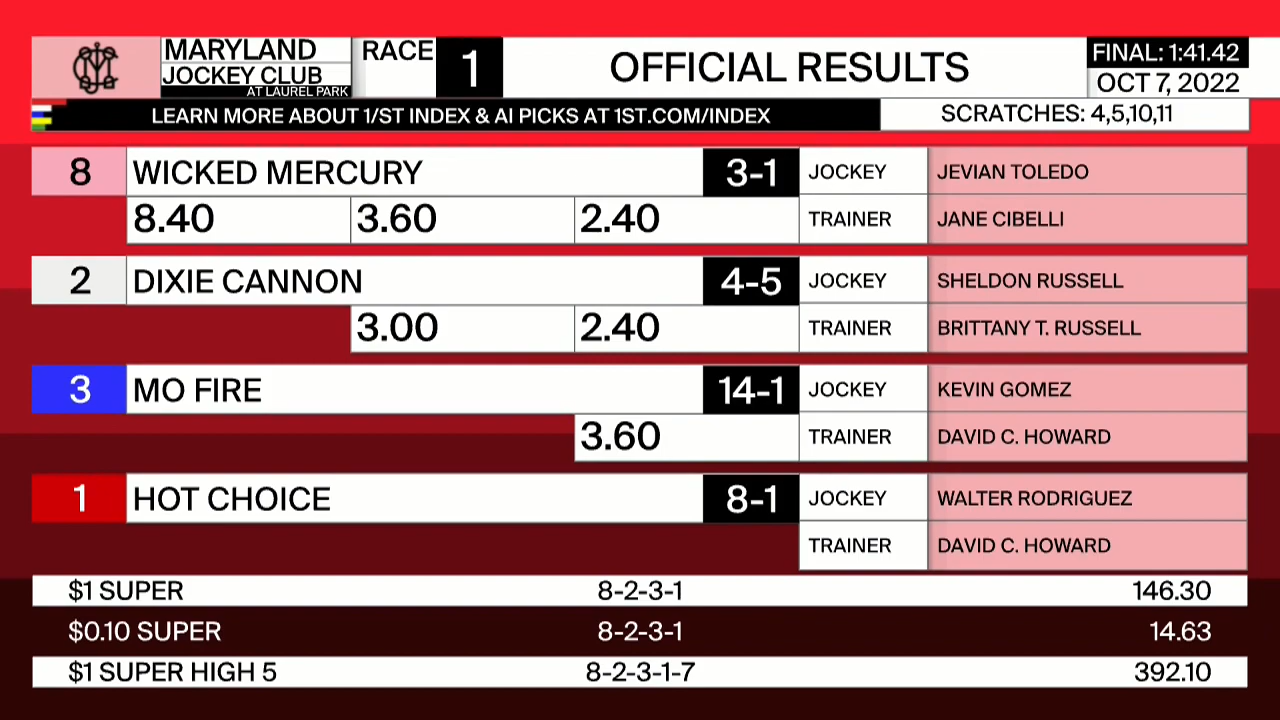 MARYLAND
JOCKEY CLUB
AT LAUREL PARK
RACE 1
OFFICIAL RESULTS
FINAL: 1:41.42
OCT 7, 2022
LEARN MORE ABOUT 1/ST INDEX & AI PICKS AT 1ST.COM/INDEX
SCRATCHES: 4,5,10,11
8 WICKED MERCURY 3-1 JOCKEY JEVIAN TOLEDO
8.40 3.60 2.40 TRAINER JANE CIBELLI
2 DIXIE CANNON 4-5 JOCKEY SHELDON RUSSELL
3.00 2.40 TRAINER BRITTANY T. RUSSELL
3 MO FIRE 14-1 JOCKEY KEVIN GOMEZ
3.60 TRAINER DAVID C. HOWARD
1 HOT CHOICE 8-1 JOCKEY WALTER RODRIGUEZ
TRAINER DAVID C. HOWARD
$1 SUPER 8-2-3-1 146.30
$0.10 SUPER 8-2-3-1 14.63
$1 SUPER HIGH 5 8-2-3-1-7 392.10